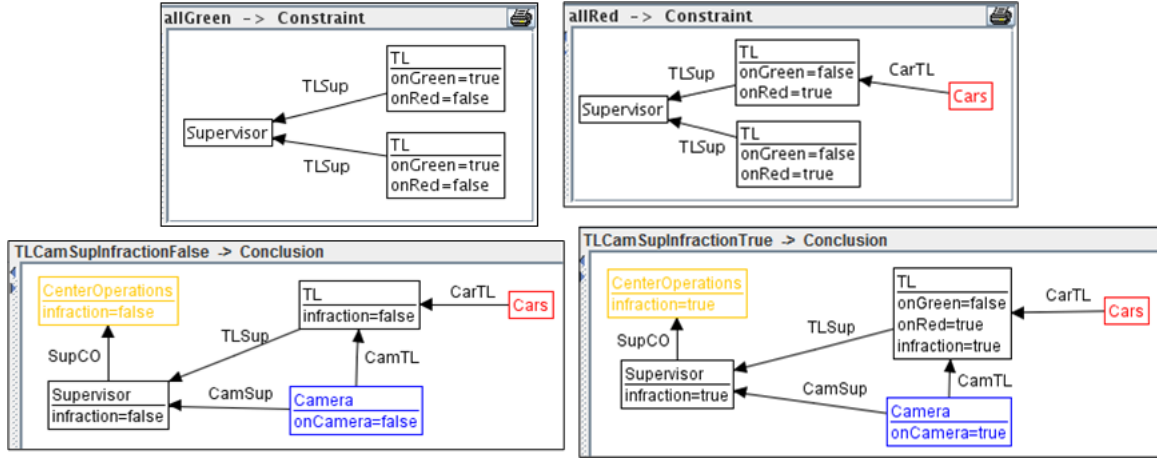 allGreen -> Constraint
TL
onGreen=true
onRed=false
TLSup
Supervisor
TL
onGreen=true
onRed=false
TLSup
allRed -> Constraint
TL
onGreen=false
onRed=true
CarTL
Cars
TLSup
Supervisor
TL
onGreen=false
onRed=true
TLSup
TLCamSupInfractionFalse -> Conclusion
CenterOperations
infraction=false
TL
infraction=false
CarTL
Cars
SupCO
TLSup
CamTL
Supervisor
infraction=false
CamSup
Camera
onCamera=false
TLCamSupInfractionTrue -> Conclusion
CenterOperations
infraction=true
TL
onGreen=false
onRed=true
infraction=true
CarTL
Cars
SupCO
TLSup
CamTL
Supervisor
infraction=true
CamSup
Camera
onCamera=true